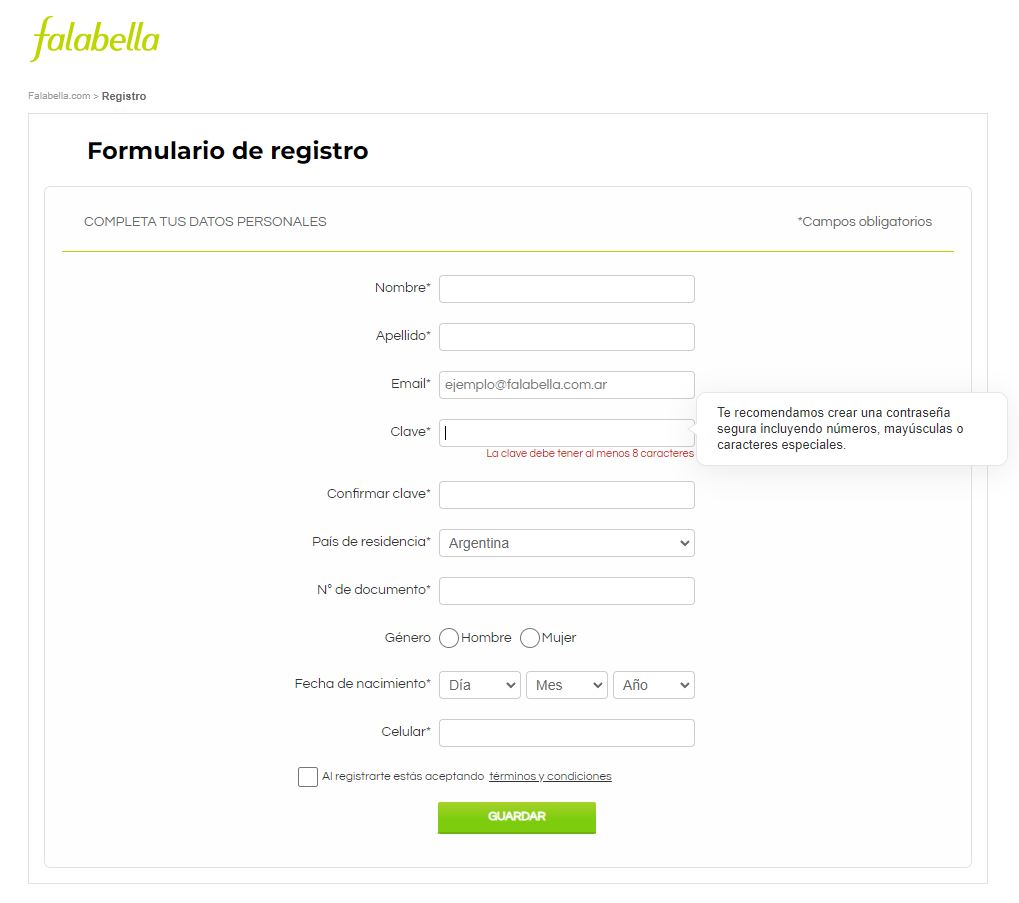 falabella
Falabella.com > Registro
Formulario de registro
COMPLETA TUS DATOS PERSONALES *Campos obligatorios
Nombre*
Apellido*
Email* ejemplo@falabella.com.ar
Te recomendamos crear una contraseña
segura incluyendo números, mayúsculas o
caracteres especiales.
Clave*
La clave debe tener al menos 8 caracteres
Confirmar clave*
País de residencia* Argentina
N° de documento*
Género Hombre Mujer
Fecha de nacimiento* Día Mes Año
Celular*
Al registrarte estás aceptando términos y condiciones
GUARDAR